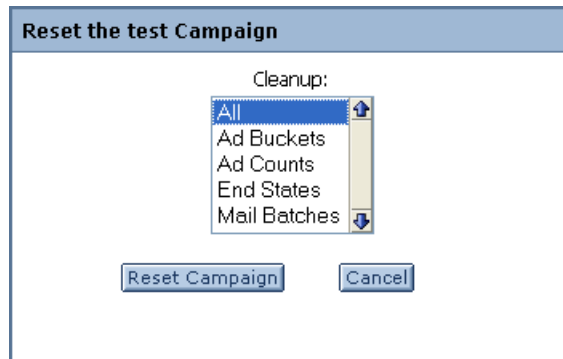 Reset the test Campaign
Cleanup:
All
Ad Buckets
Ad Counts
End States
Mail Batches
Reset Campaign Cancel